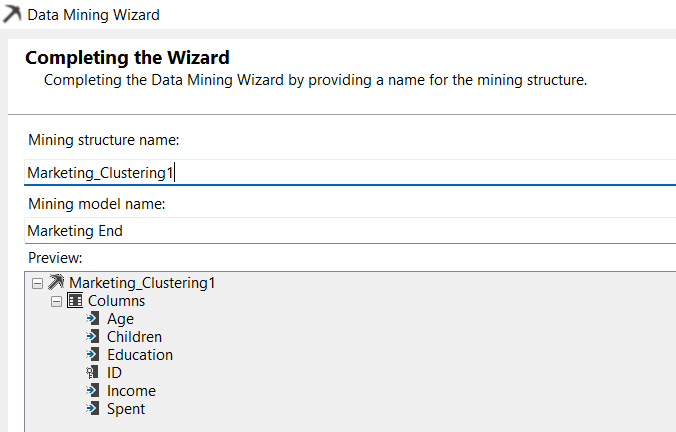 Data Mining Wizard
Completing the Wizard
Completing the Data Mining Wizard by providing a name for the mining structure.
Mining structure name:
Marketing_Clustering1
Mining model name:
Marketing End
Preview:
Marketing_Clustering1
Columns
Age
Children
Education
ID
Income
Spent